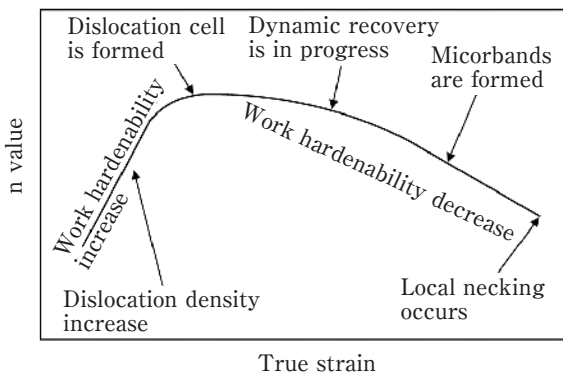 Dislocation cell
is formed
Dynamic recovery
is in progress
Micorbands
are formed
Work hardenability
increase
Work hardenability decrease
Dislocation density
increase
Local necking
occurs
n value
True strain